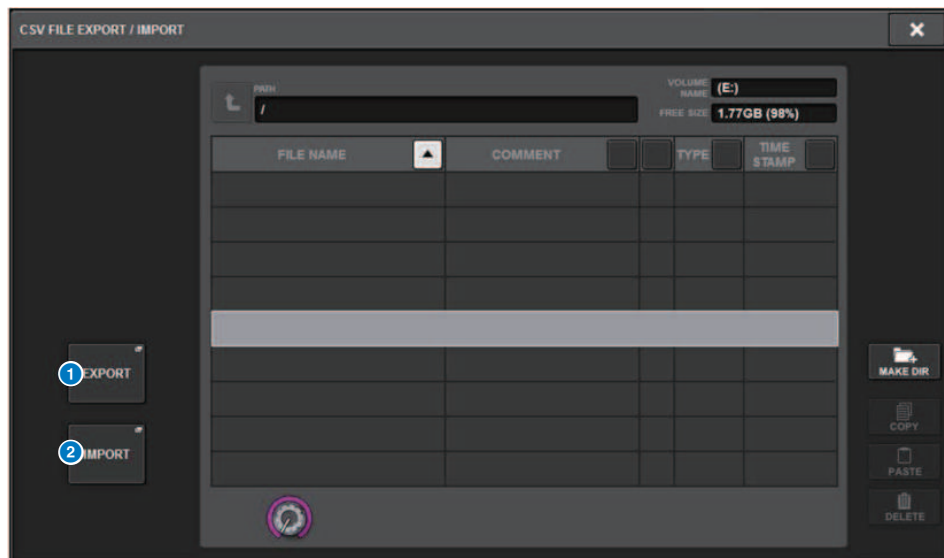 CSV FILE EXPORT / IMPORT
PATH
/
VOLUME NAME
(E:)
FREE SIZE
1.77GB (98%)
FILE NAME
COMMENT
TYPE
TIME STAMP
1
EXPORT
2
IMPORT
MAKE DIR
COPY
PASTE
DELETE